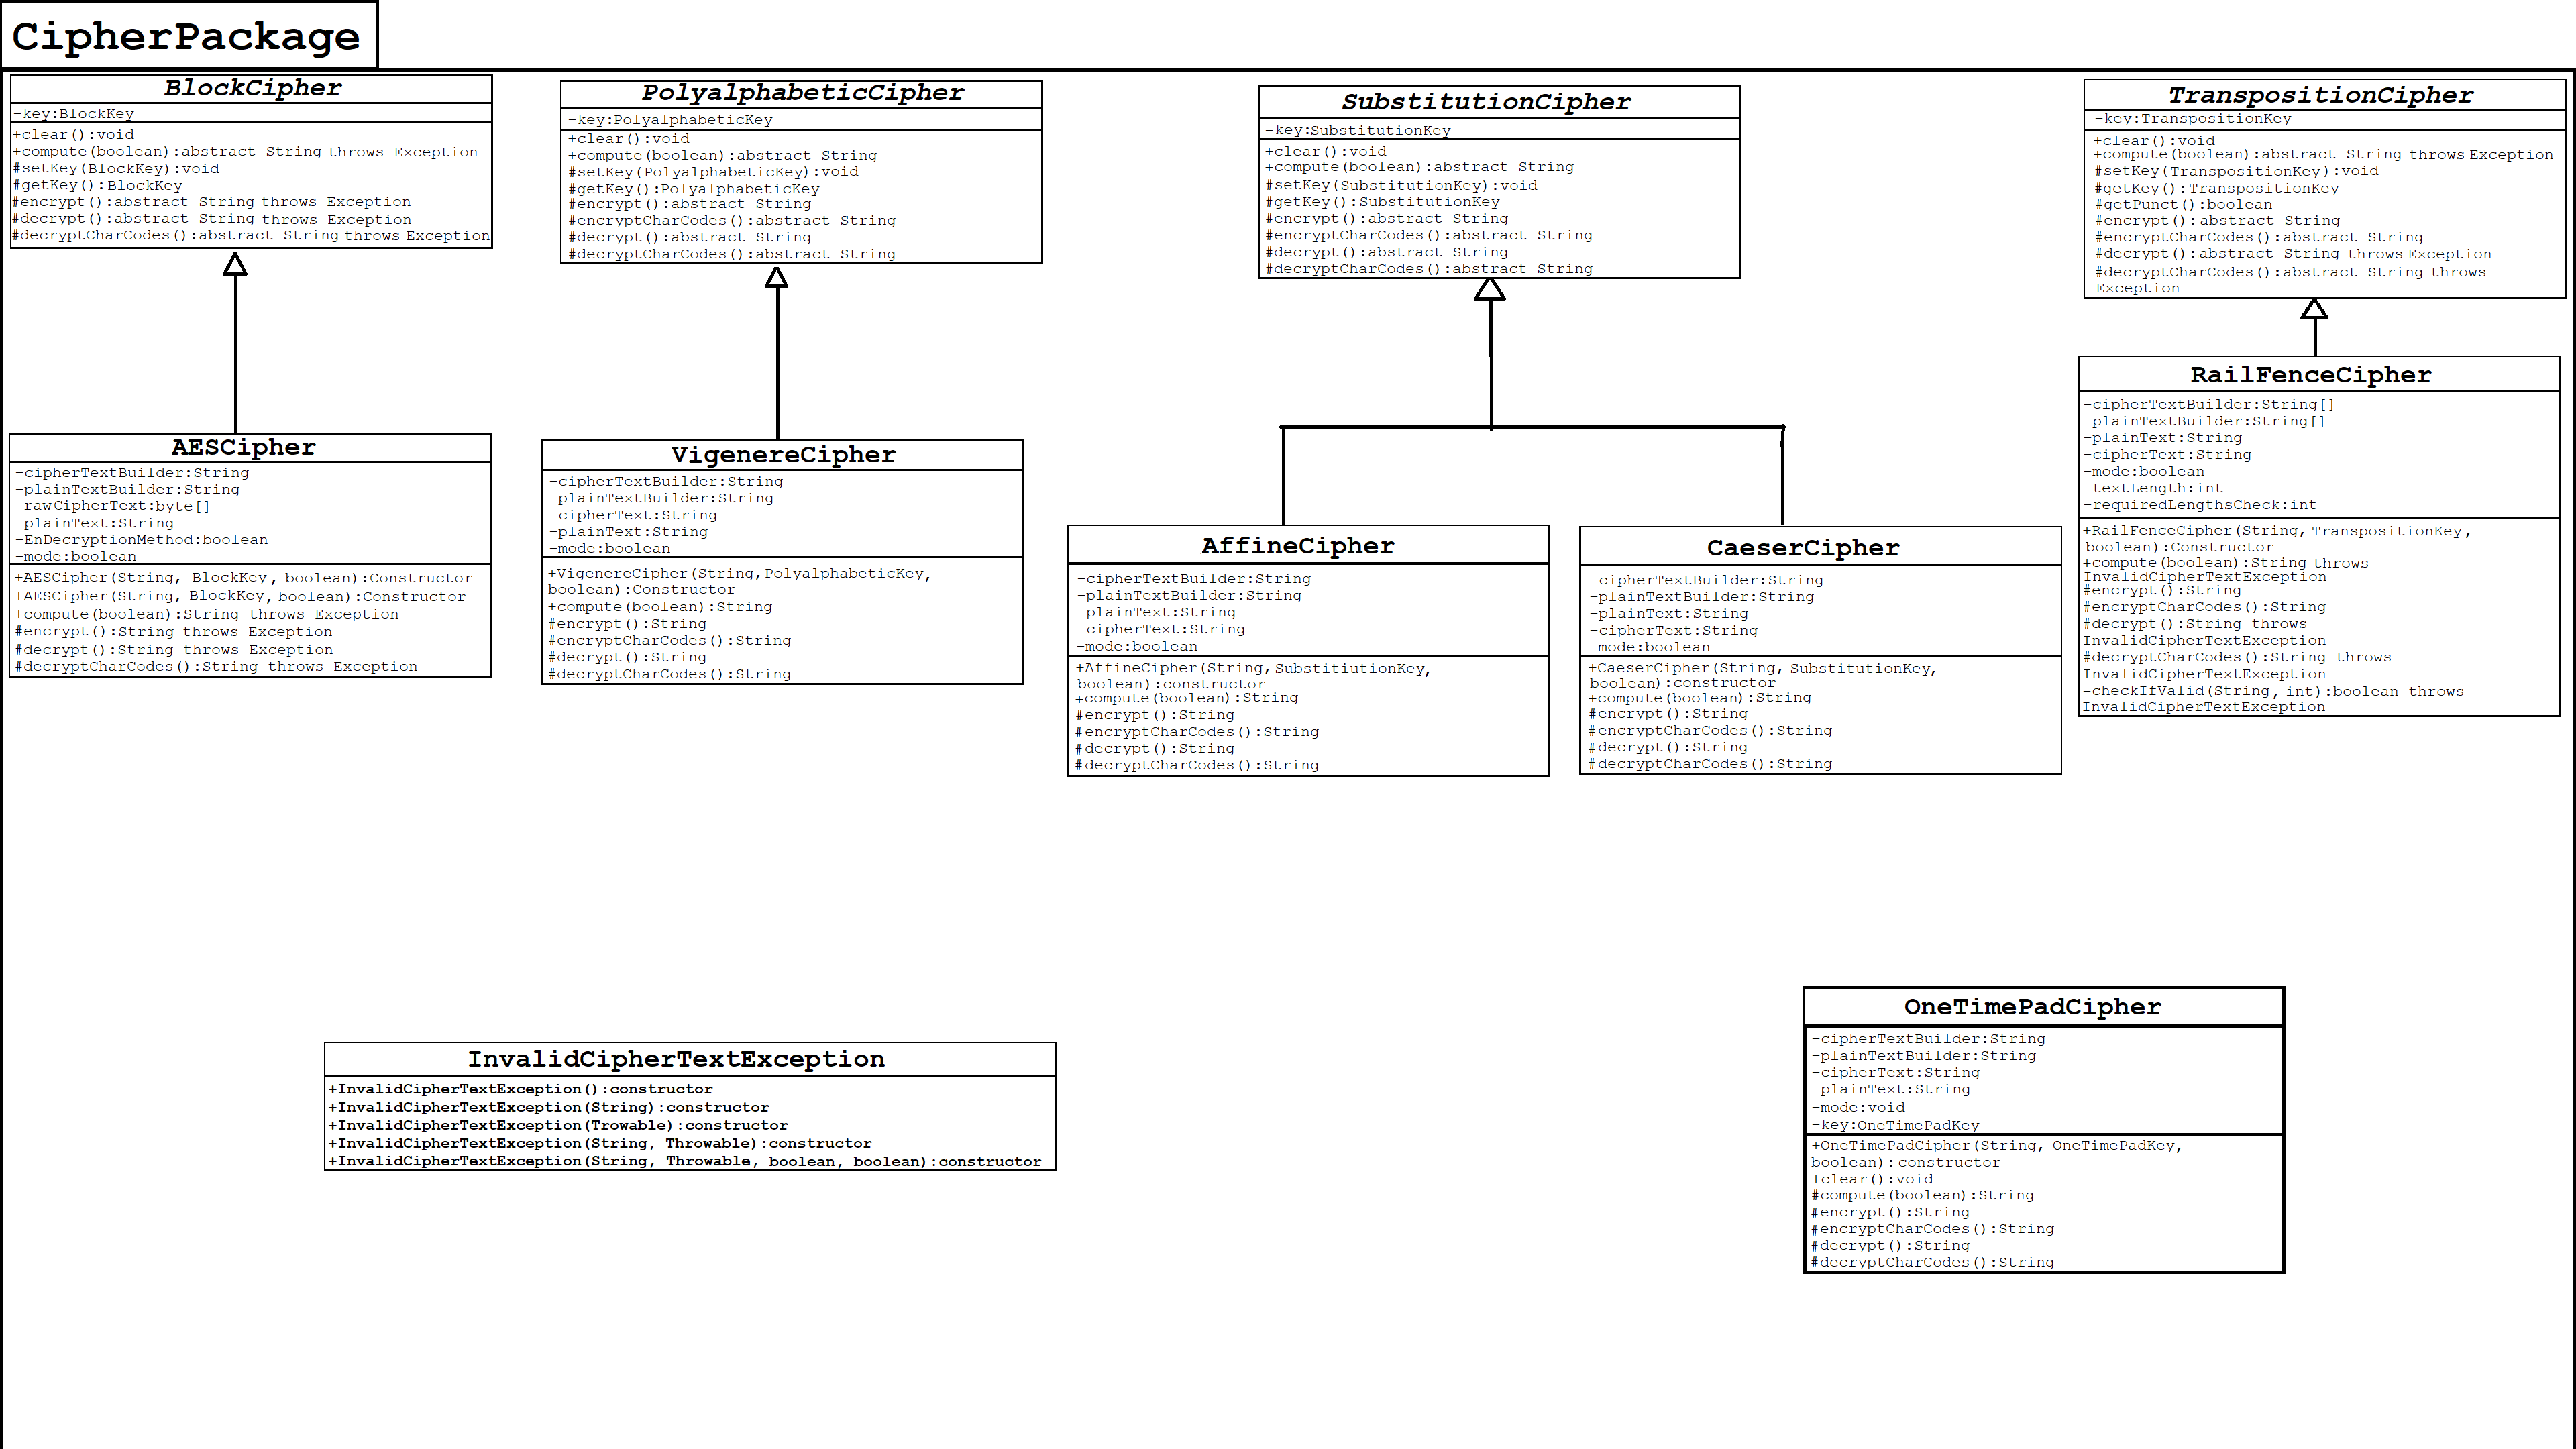 CipherPackage
BlockCipher
-key:BlockKey
+clear():void
+compute(boolean):abstract String throws Exception
#setKey(BlockKey):void
#getKey():BlockKey
#encrypt():abstract String throws Exception
#decrypt():abstract String throws Exception
#decryptCharCodes():abstract String throws Exception
PolyalphabeticCipher
-key:PolyalphabeticKey
+clear():void
+compute(boolean):abstract String
#setKey(PolyalphabeticKey):void
#getKey():PolyalphabeticKey
#encrypt():abstract String
#encryptCharCodes():abstract String
#decrypt():abstract String
#decryptCharCodes():abstract String
SubstitutionCipher
-key:SubstitutionKey
+clear():void
+compute(boolean):abstract String
#setKey(SubstitutionKey):void
#getKey():SubstitutionKey
#encrypt():abstract String
#encryptCharCodes():abstract String
#decrypt():abstract String
#decryptCharCodes():abstract String
TranspositionCipher
-key:TranspositionKey
+clear():void
+compute(boolean):abstract String throws Exception
#setKey(TranspositionKey):void
#getKey():TranspositionKey
#getPunct():boolean
#encrypt():abstract String
#encryptCharCodes():abstract String
#decrypt():abstract String throws Exception
#decryptCharCodes():abstract String throws
Exception
AESCipher
-cipherTextBuilder:String
-plainTextBuilder:String
-rawCipherText:byte[]
-plainText:String
-EnDecryptionMethod:boolean
-mode:boolean
+AESCipher(String, BlockKey, boolean):Constructor
+AESCipher(String, BlockKey, boolean):Constructor
+compute(boolean):String throws Exception
#encrypt():String throws Exception
#decrypt():String throws Exception
#decryptCharCodes():String throws Exception
VigenereCipher
-cipherTextBuilder:String
-plainTextBuilder:String
-cipherText:String
-plainText:String
-mode:boolean
+VigenereCipher(String, PolyalphabeticKey,
boolean):Constructor
+compute(boolean):String
#encrypt():String
#encryptCharCodes():String
#decrypt():String
#decryptCharCodes():String
AffineCipher
-cipherTextBuilder:String
-plainTextBuilder:String
-plainText:String
-cipherText:String
-mode:boolean
+AffineCipher(String, SubstitiutionKey,
boolean):constructor
+compute(boolean):String
#encrypt():String
#encryptCharCodes():String
#decrypt():String
#decryptCharCodes():String
CaeserCipher
-cipherTextBuilder:String
-plainTextBuilder:String
-plainText:String
-cipherText:String
-mode:boolean
+CaeserCipher(String, SubstitutionKey,
boolean):constructor
+compute(boolean):String
#encrypt():String
#encryptCharCodes():String
#decrypt():String
#decryptCharCodes():String
RailFenceCipher
-cipherTextBuilder:String[]
-plainTextBuilder:String[]
-plainText:String
-cipherText:String
-mode:boolean
-textLength:int
-requiredLengthsCheck:int
+RailFenceCipher(String, TranspositionKey,
boolean):Constructor
+compute(boolean):String throws
InvalidCipherTextException
#encrypt():String
#encryptCharCodes():String
#decrypt():String throws
InvalidCipherTextException
#decryptCharCodes():String throws
InvalidCipherTextException
-checkIfValid(String, int):boolean throws
InvalidCipherTextException
InvalidCipherTextException
+InvalidCipherTextException():constructor
+InvalidCipherTextException(String):constructor
+InvalidCipherTextException(Trowable):constructor
+InvalidCipherTextException(String, Throwable):constructor
+InvalidCipherTextException(String, Throwable, boolean, boolean):constructor
OneTimePadCipher
-cipherTextBuilder:String
-plainTextBuilder:String
-cipherText:String
-plainText:String
-mode:void
-key:OneTimePadKey
+OneTimePadCipher(String, OneTimePadKey,
boolean):constructor
+clear():void
#compute(boolean):String
#encrypt():String
#encryptCharCodes():String
#decrypt():String
#decryptCharCodes():String